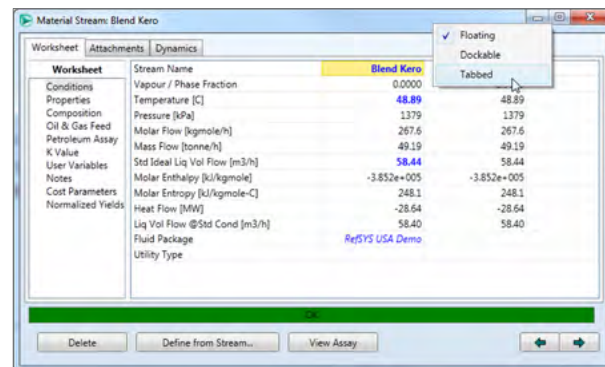 Material Stream: Blend Kero
Floating
Dockable
Tabbed
Worksheet Attachments Dynamics
Worksheet
Conditions
Properties
Composition
Oil & Gas Feed
Petroleum Assay
K Value
User Variables
Notes
Cost Parameters
Normalized Yields
Stream Name Blend Kero
Vapour / Phase Fraction 0.0000
Temperature [C] 48.89 48.89
Pressure [kPa] 1379 1379
Molar Flow [kgmole/h] 267.6 267.6
Mass Flow [tonne/h] 49.19 49.19
Std Ideal Liq Vol Flow [m3/h] 58.44 58.44
Molar Enthalpy [kJ/kgmole] -3.852e+005 -3.852e+005
Molar Entropy [kJ/kgmole-C] 248.1 248.1
Heat Flow [MW] -28.64 -28.64
Liq Vol Flow @Std Cond [m3/h] 58.40 58.40
Fluid Package RefSYS USA Demo
Utility Type
OK
Delete Define from Stream... View Assay